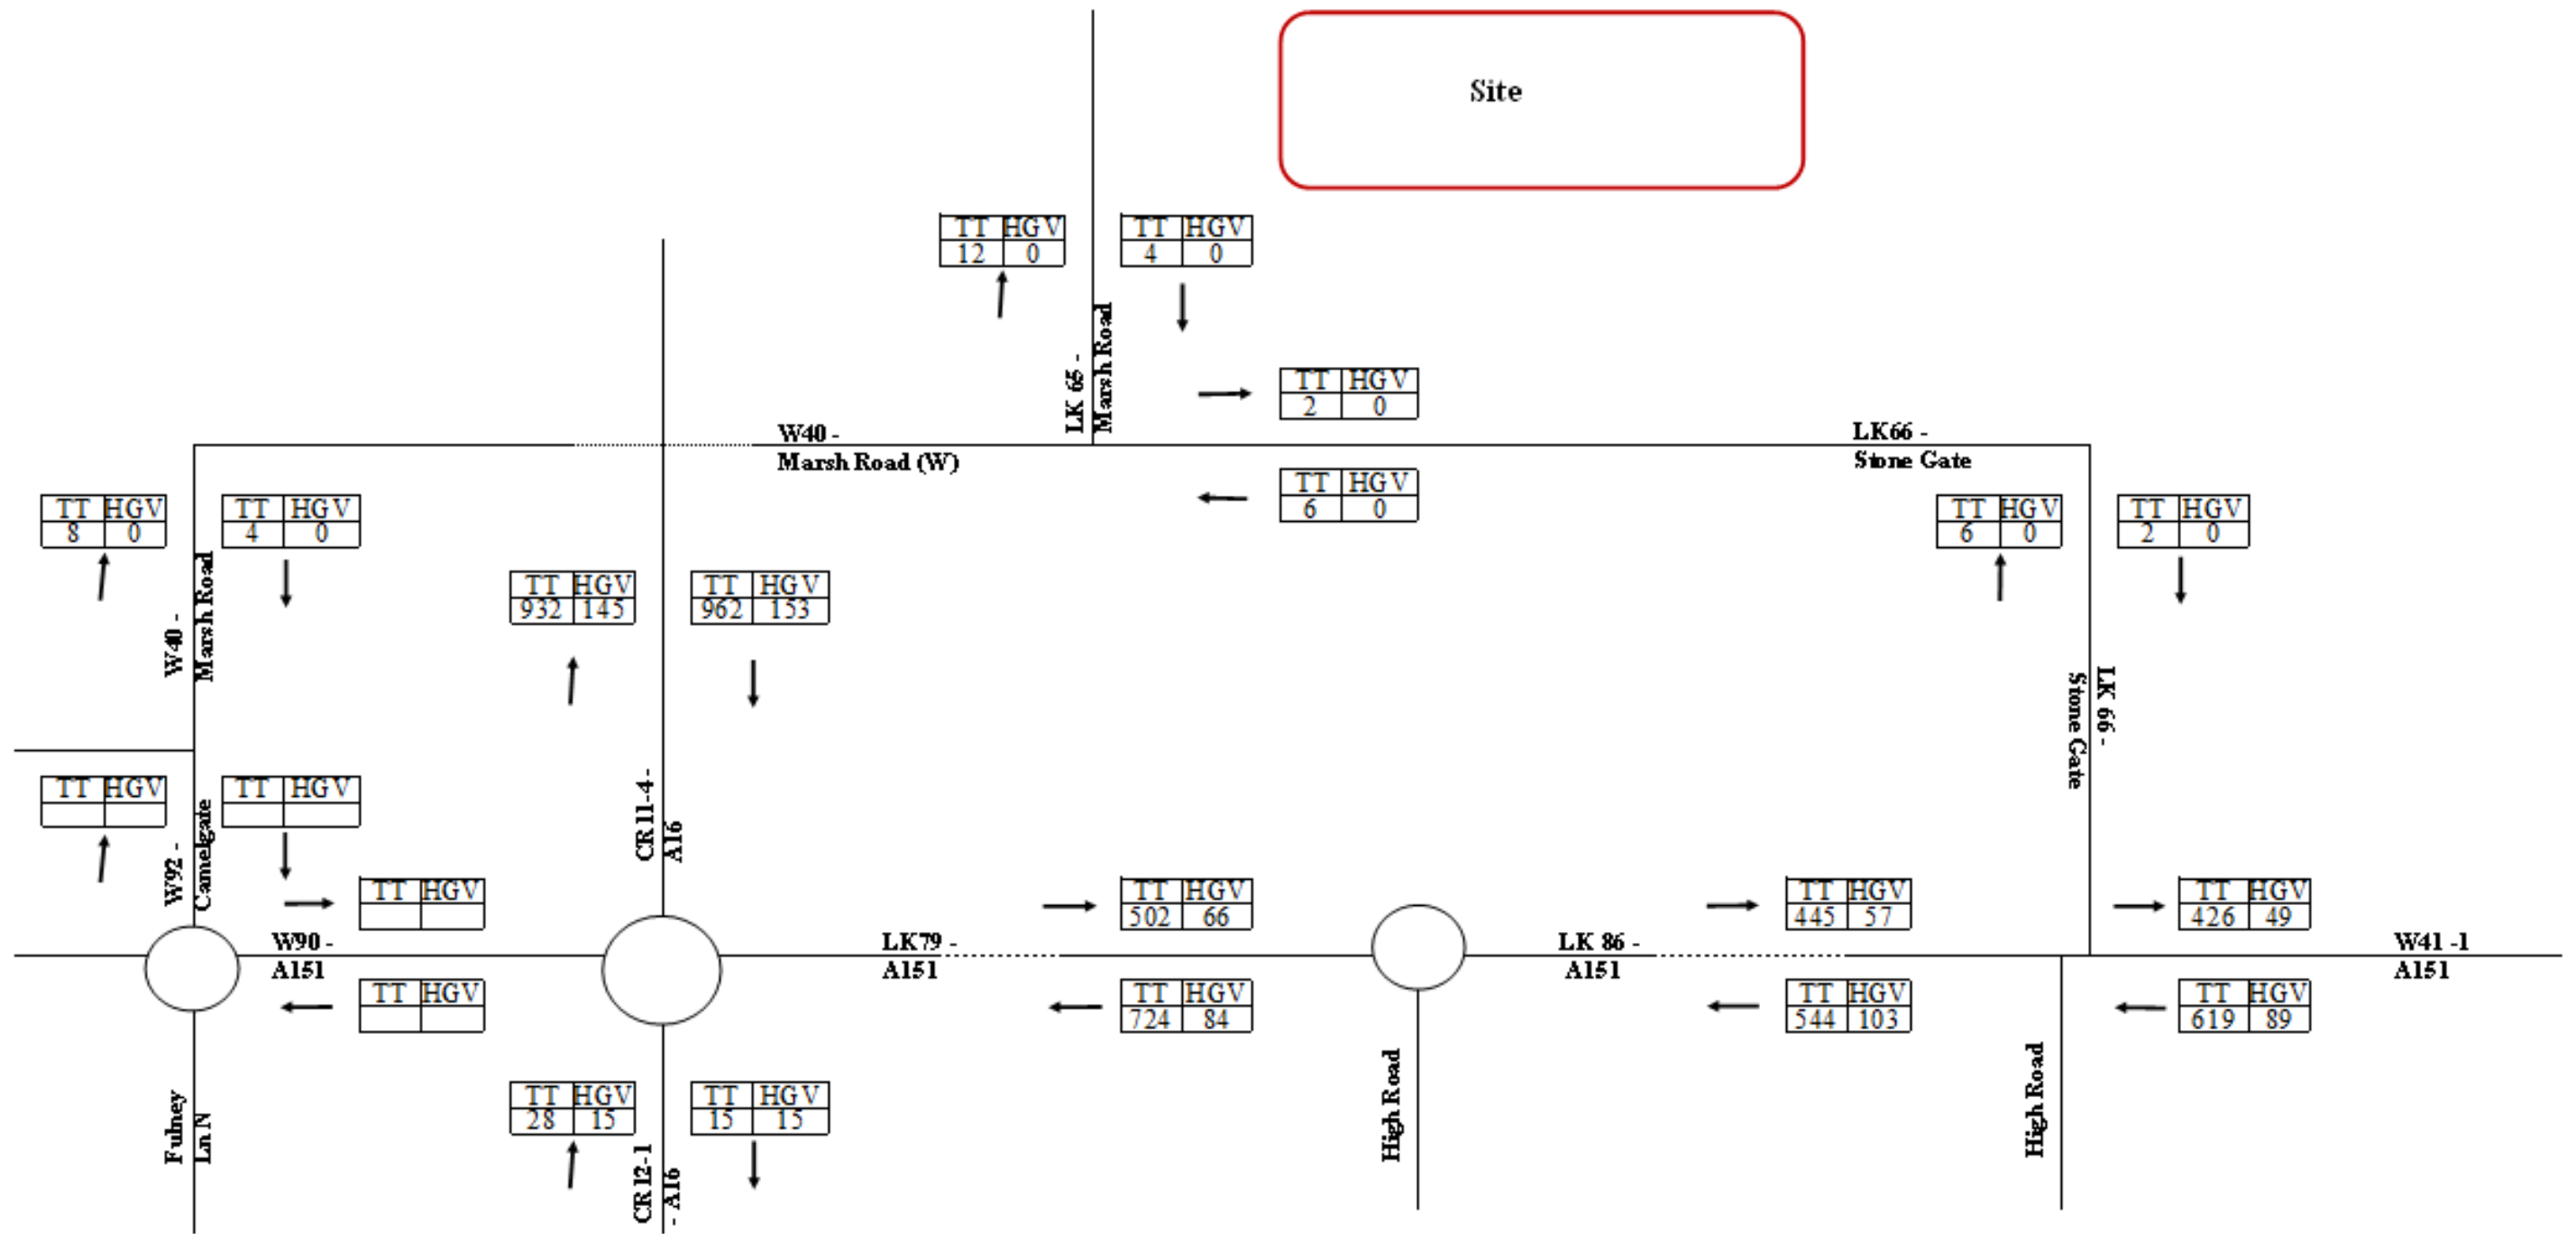 Site
TT HGV
12 0
TT HGV
4 0
LK 65 -
Marsh Road
TT HGV
2 0
W40 -
Marsh Road (W)
LK66 -
Stone Gate
TT HGV
6 0
TT HGV
8 0
TT HGV
4 0
TT HGV
6 0
TT HGV
2 0
W40 -
Marsh Road
TT HGV
932 145
TT HGV
962 153
LK 66 -
Stone Gate
TT HGV
TT HGV
W92 -
Camelgate
CR11-4 -
A16
TT HGV
TT HGV
502 66
TT HGV
445 57
TT HGV
426 49
W90 -
A151
LK79 -
A151
LK 86 -
A151
W41 -1
A151
TT HGV
TT HGV
724 84
TT HGV
544 103
TT HGV
619 89
Fulney
Ln N
TT HGV
28 15
TT HGV
15 15
CR12-1
- A16
High Road
High Road